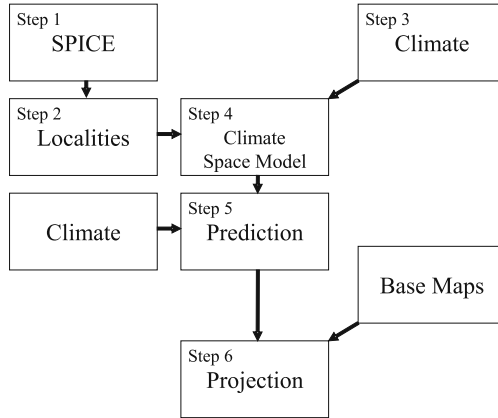 Step 1
SPICE
Step 3
Climate
Step 2
Localities
Step 4
Climate
Space Model
Climate
Step 5
Prediction
Base Maps
Step 6
Projection